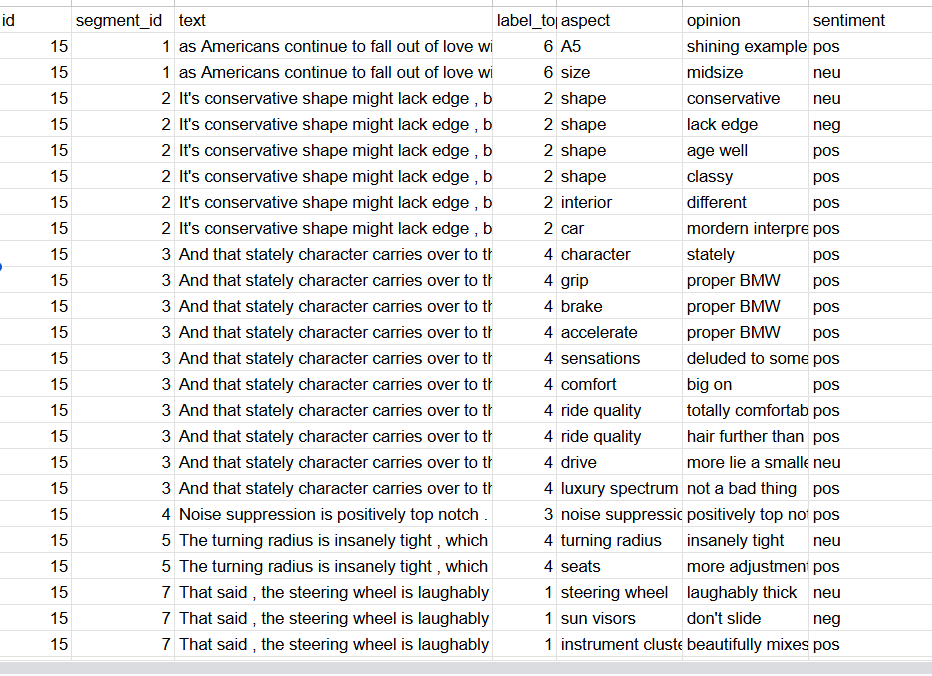 id segment_id text label_to aspect opinion sentiment
15 1 as Americans continue to fall out of love wi 6 A5 shining example pos
15 1 as Americans continue to fall out of love wi 6 size midsize neu
15 2 It's conservative shape might lack edge , b 2 shape conservative neu
15 2 It's conservative shape might lack edge , b 2 shape lack edge neg
15 2 It's conservative shape might lack edge , b 2 shape age well pos
15 2 It's conservative shape might lack edge , b 2 shape classy pos
15 2 It's conservative shape might lack edge , b 2 interior different pos
15 2 It's conservative shape might lack edge , b 2 car mordern interpre pos
15 3 And that stately character carries over to th 4 character stately pos
15 3 And that stately character carries over to th 4 grip proper BMW pos
15 3 And that stately character carries over to th 4 brake proper BMW pos
15 3 And that stately character carries over to th 4 accelerate proper BMW pos
15 3 And that stately character carries over to th 4 sensations deluded to some pos
15 3 And that stately character carries over to th 4 comfort big on pos
15 3 And that stately character carries over to th 4 ride quality totally comfortab pos
15 3 And that stately character carries over to th 4 ride quality hair further than pos
15 3 And that stately character carries over to th 4 drive more lie a smalle neu
15 3 And that stately character carries over to th 4 luxury spectrum not a bad thing pos
15 4 Noise suppression is positively top notch . 3 noise suppressio positively top not pos
15 5 The turning radius is insanely tight , which 4 turning radius insanely tight neu
15 5 The turning radius is insanely tight , which 4 seats more adjustment pos
15 7 That said , the steering wheel is laughably 1 steering wheel laughably thick neu
15 7 That said , the steering wheel is laughably 1 sun visors don't slide neg
15 7 That said , the steering wheel is laughably 1 instrument cluste beautifully mixes pos